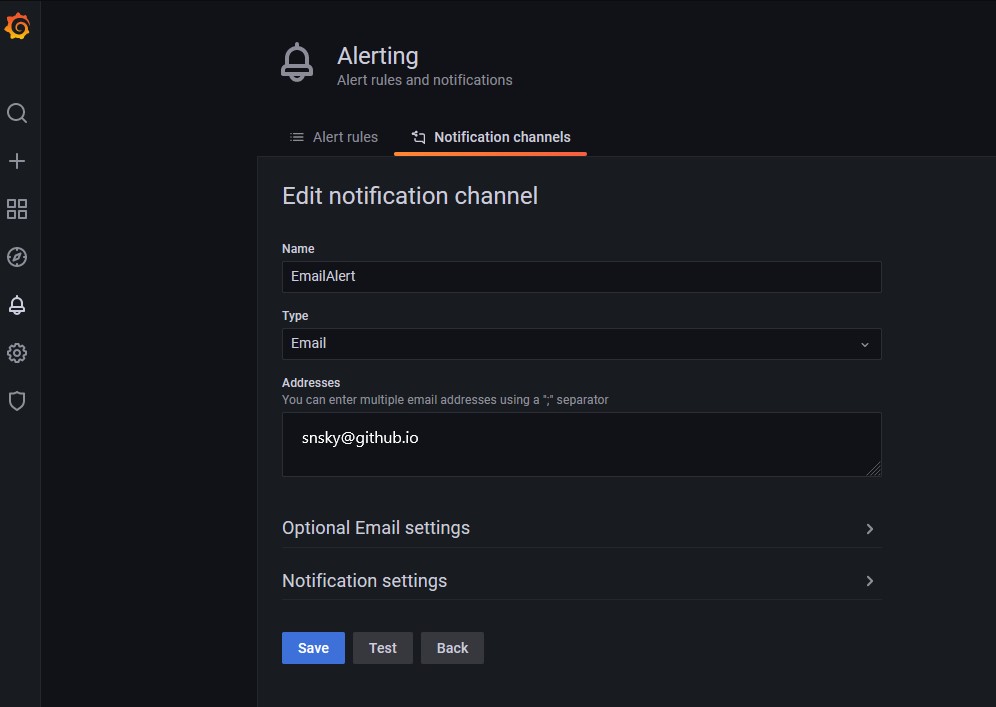 Alerting
Alert rules and notifications
Alert rules
Notification channels
Edit notification channel
Name
EmailAlert
Type
Email
Addresses
You can enter multiple email addresses using a ";" separator
snsky@github.io
Optional Email settings
Notification settings
Save Test Back